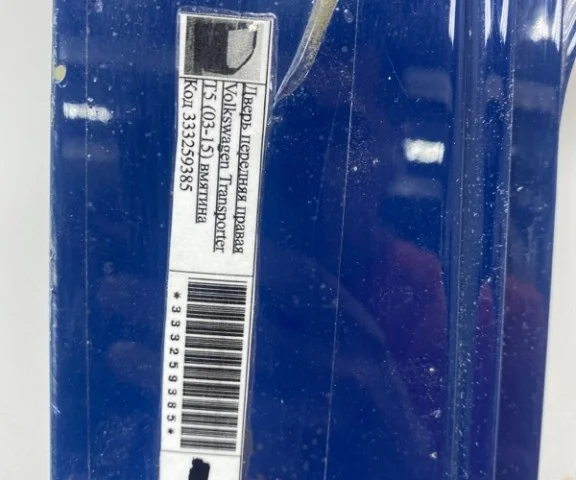 Дверь передняя правая
Volkswagen Transporter
T5 (03-15) вмятина
Код 333259385
*333259385*